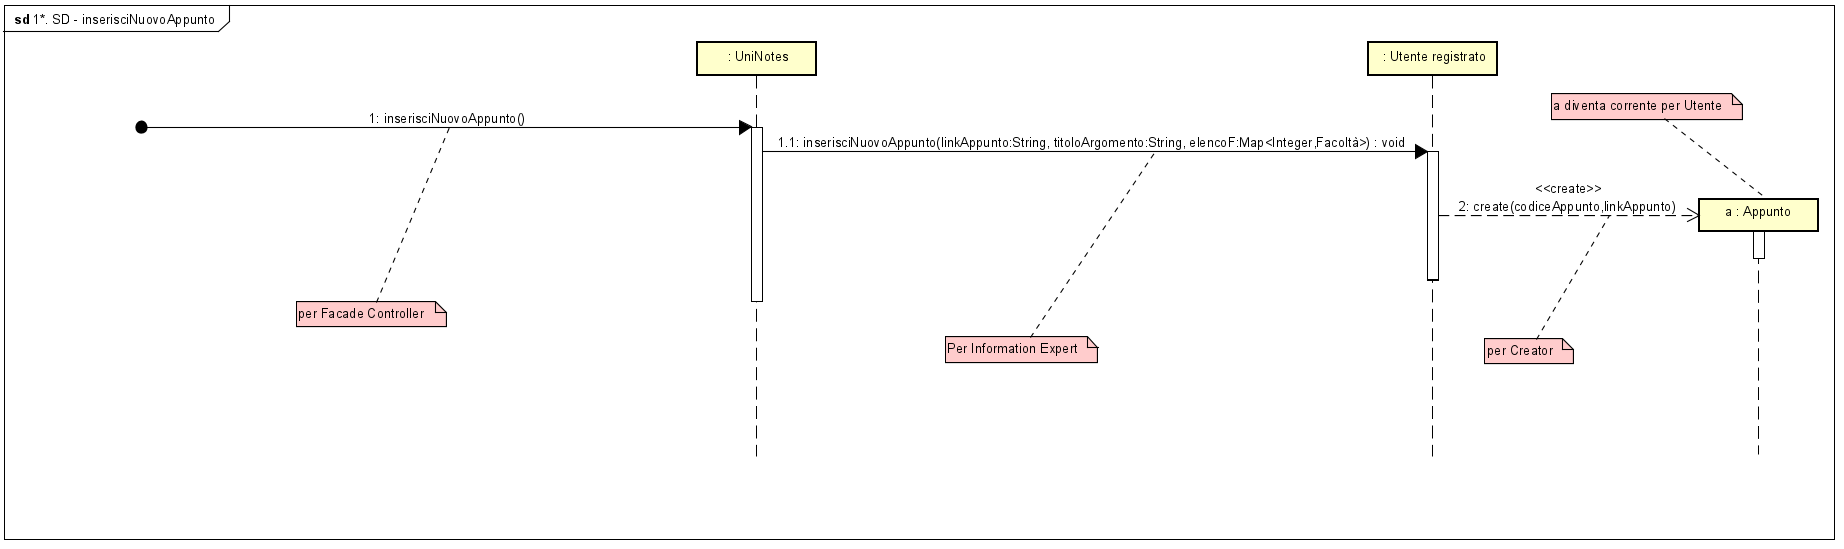 sd 1*. SD - inserisciNuovoAppunto
: UniNotes
: Utente registrato
a diventa corrente per Utente
1: inserisciNuovoAppunto()
1.1: inserisciNuovoAppunto(linkAppunto:String, titoloArgomento:String, elencoF:Map<Integer,Facoltà>) : void
<<create>>
2: create(codiceAppunto,linkAppunto)
a : Appunto
per Facade Controller
Per Information Expert
per Creator